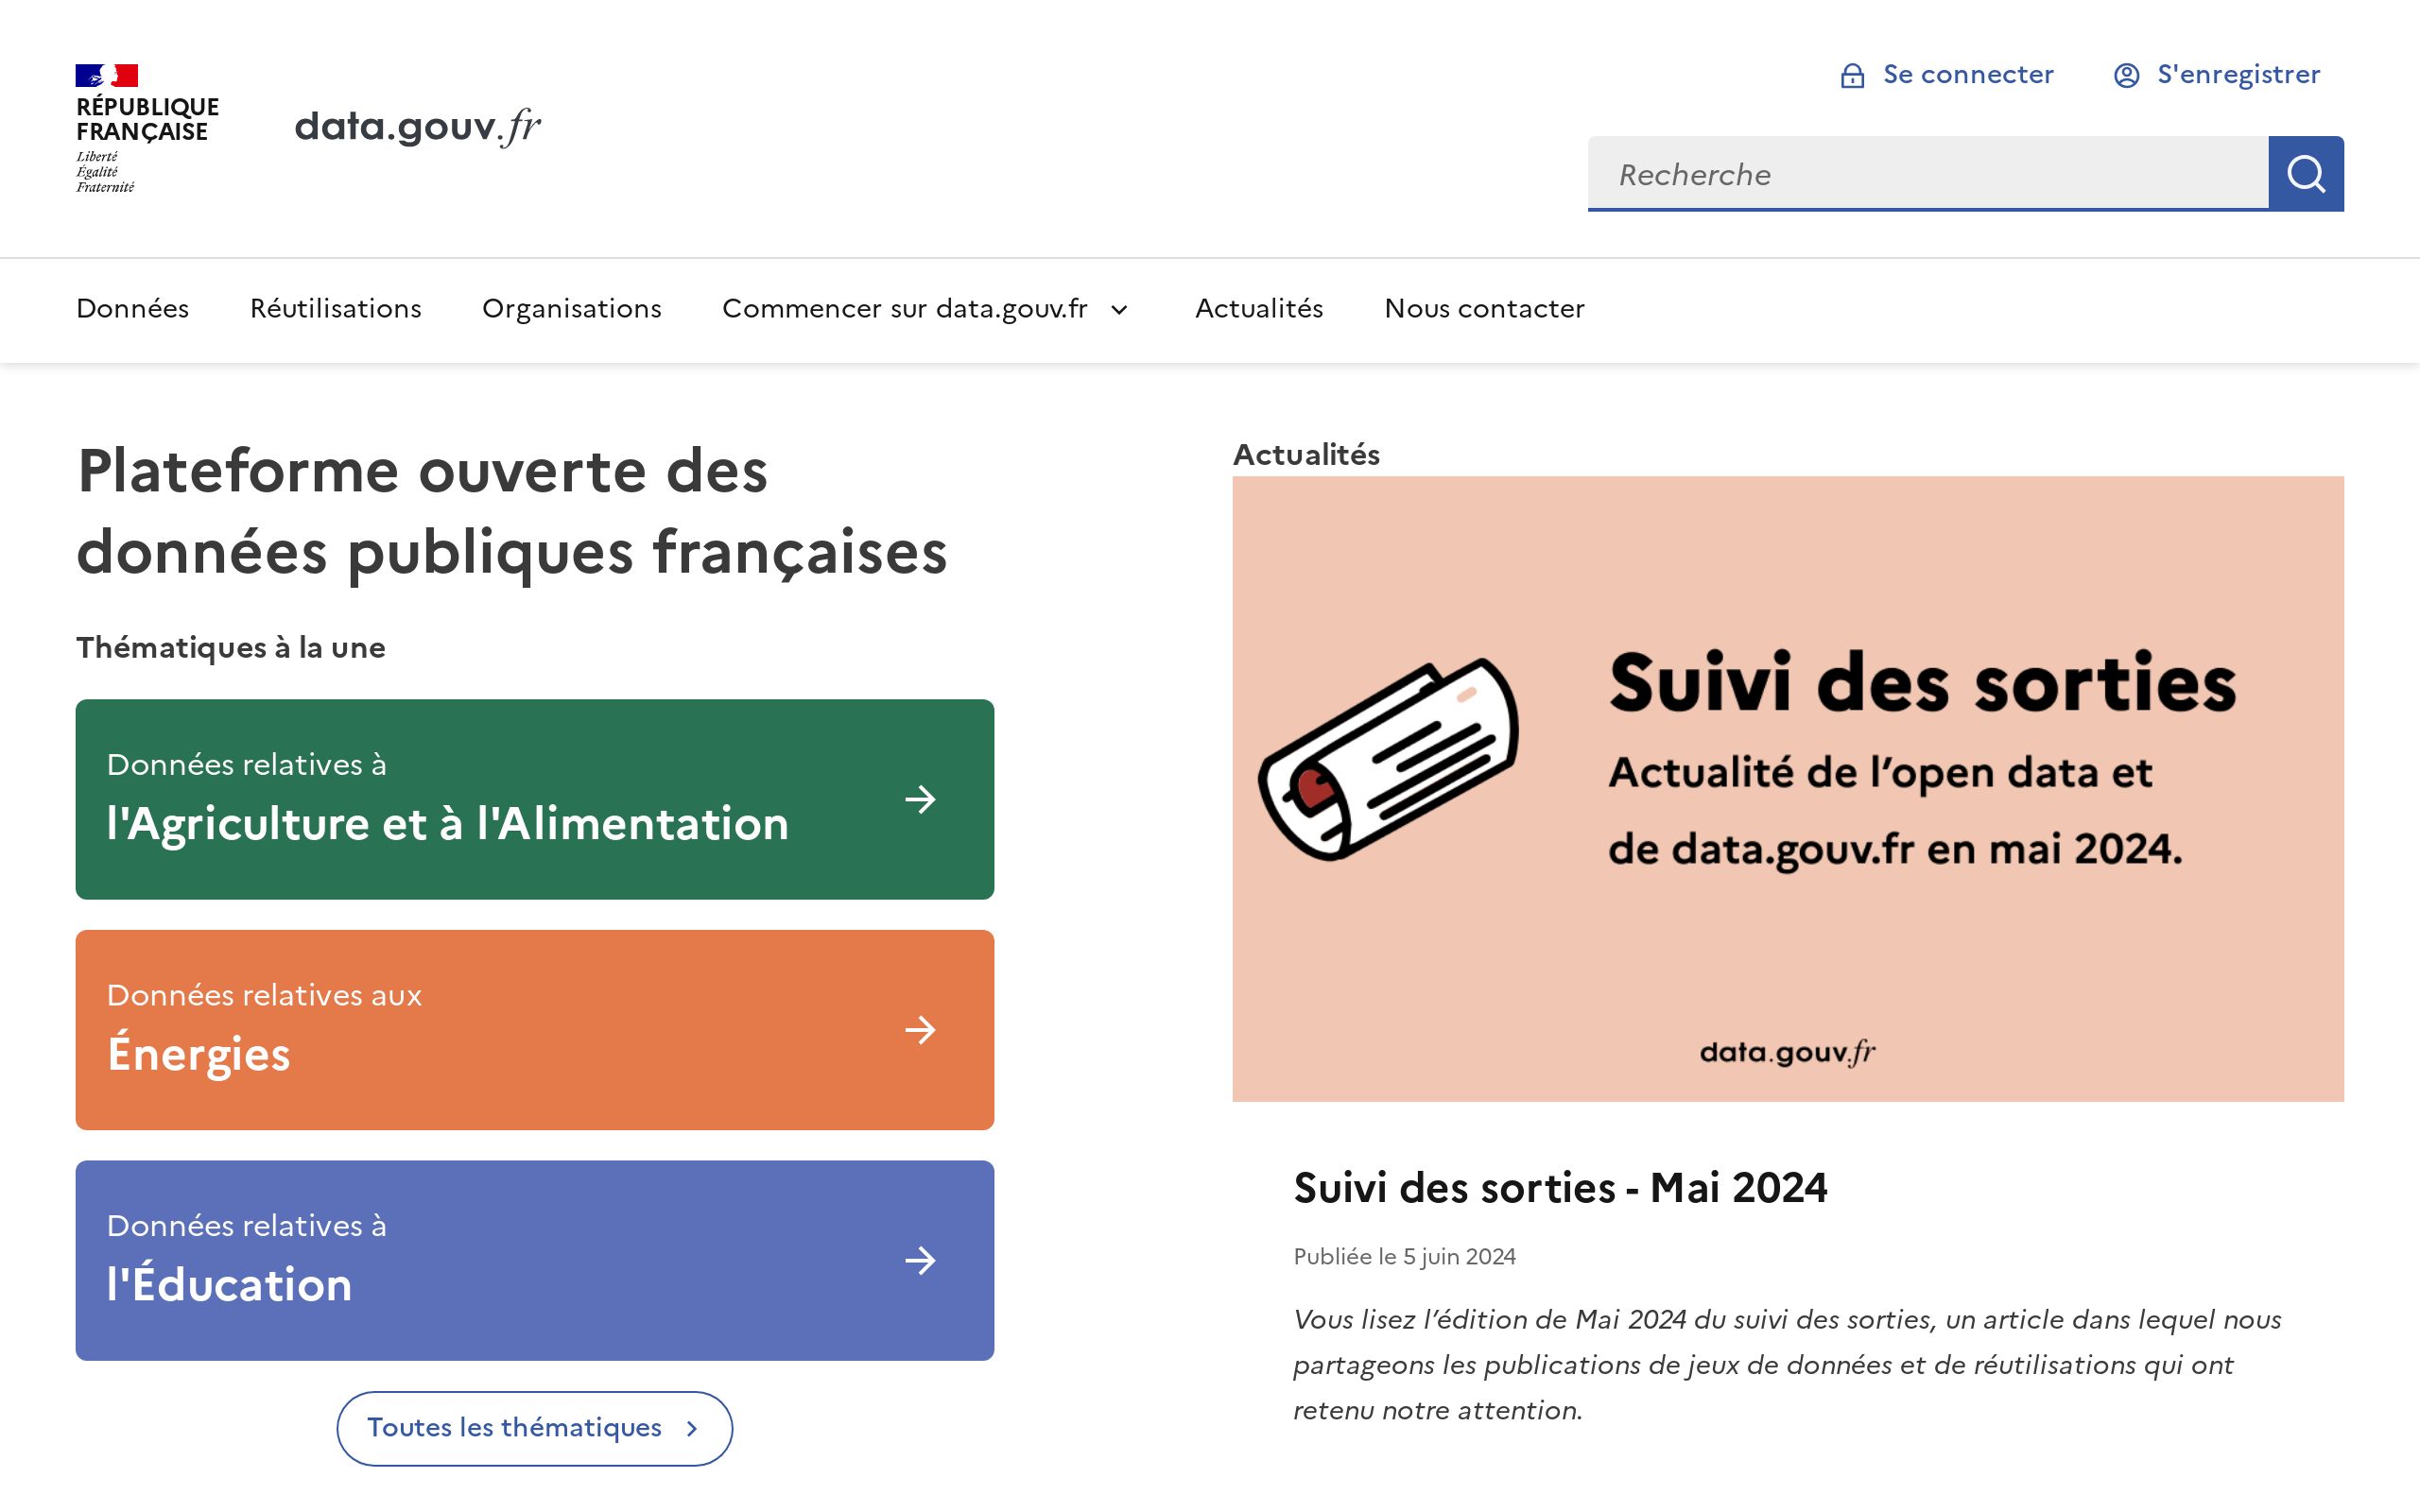 RÉPUBLIQUE
FRANÇAISE
Liberté
Égalité
Fraternité
data.gouv.fr
Se connecter
S'enregistrer
Recherche
Données
Réutilisations
Organisations
Commencer sur data.gouv.fr
Actualités
Nous contacter
Plateforme ouverte des
données publiques françaises
Thématiques à la une
Données relatives à
l'Agriculture et à l'Alimentation
Données relatives aux
Énergies
Données relatives à
l'Éducation
Toutes les thématiques
Actualités
Suivi des sorties
Actualité de l’open data et
de data.gouv.fr en mai 2024.
data.gouv.fr
Suivi des sorties - Mai 2024
Publiée le 5 juin 2024
Vous lisez l’édition de Mai 2024 du suivi des sorties, un article dans lequel nous
partageons les publications de jeux de données et de réutilisations qui ont
retenu notre attention.